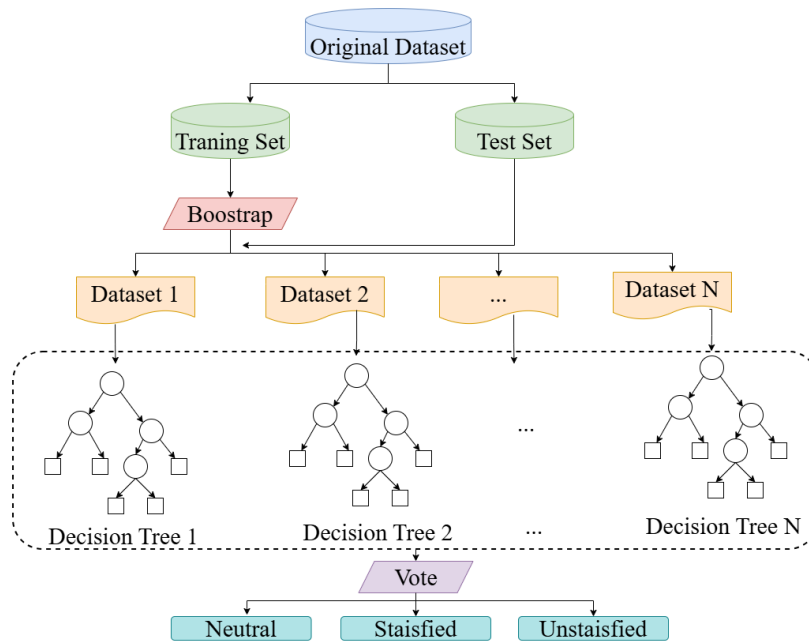 Original Dataset
Traning Set
Test Set
Boostrap
Dataset 1
Dataset 2
...
Dataset N
...
Decision Tree 1
Decision Tree 2
...
Decision Tree N
Vote
Neutral
Staisfied
Unstaisfied